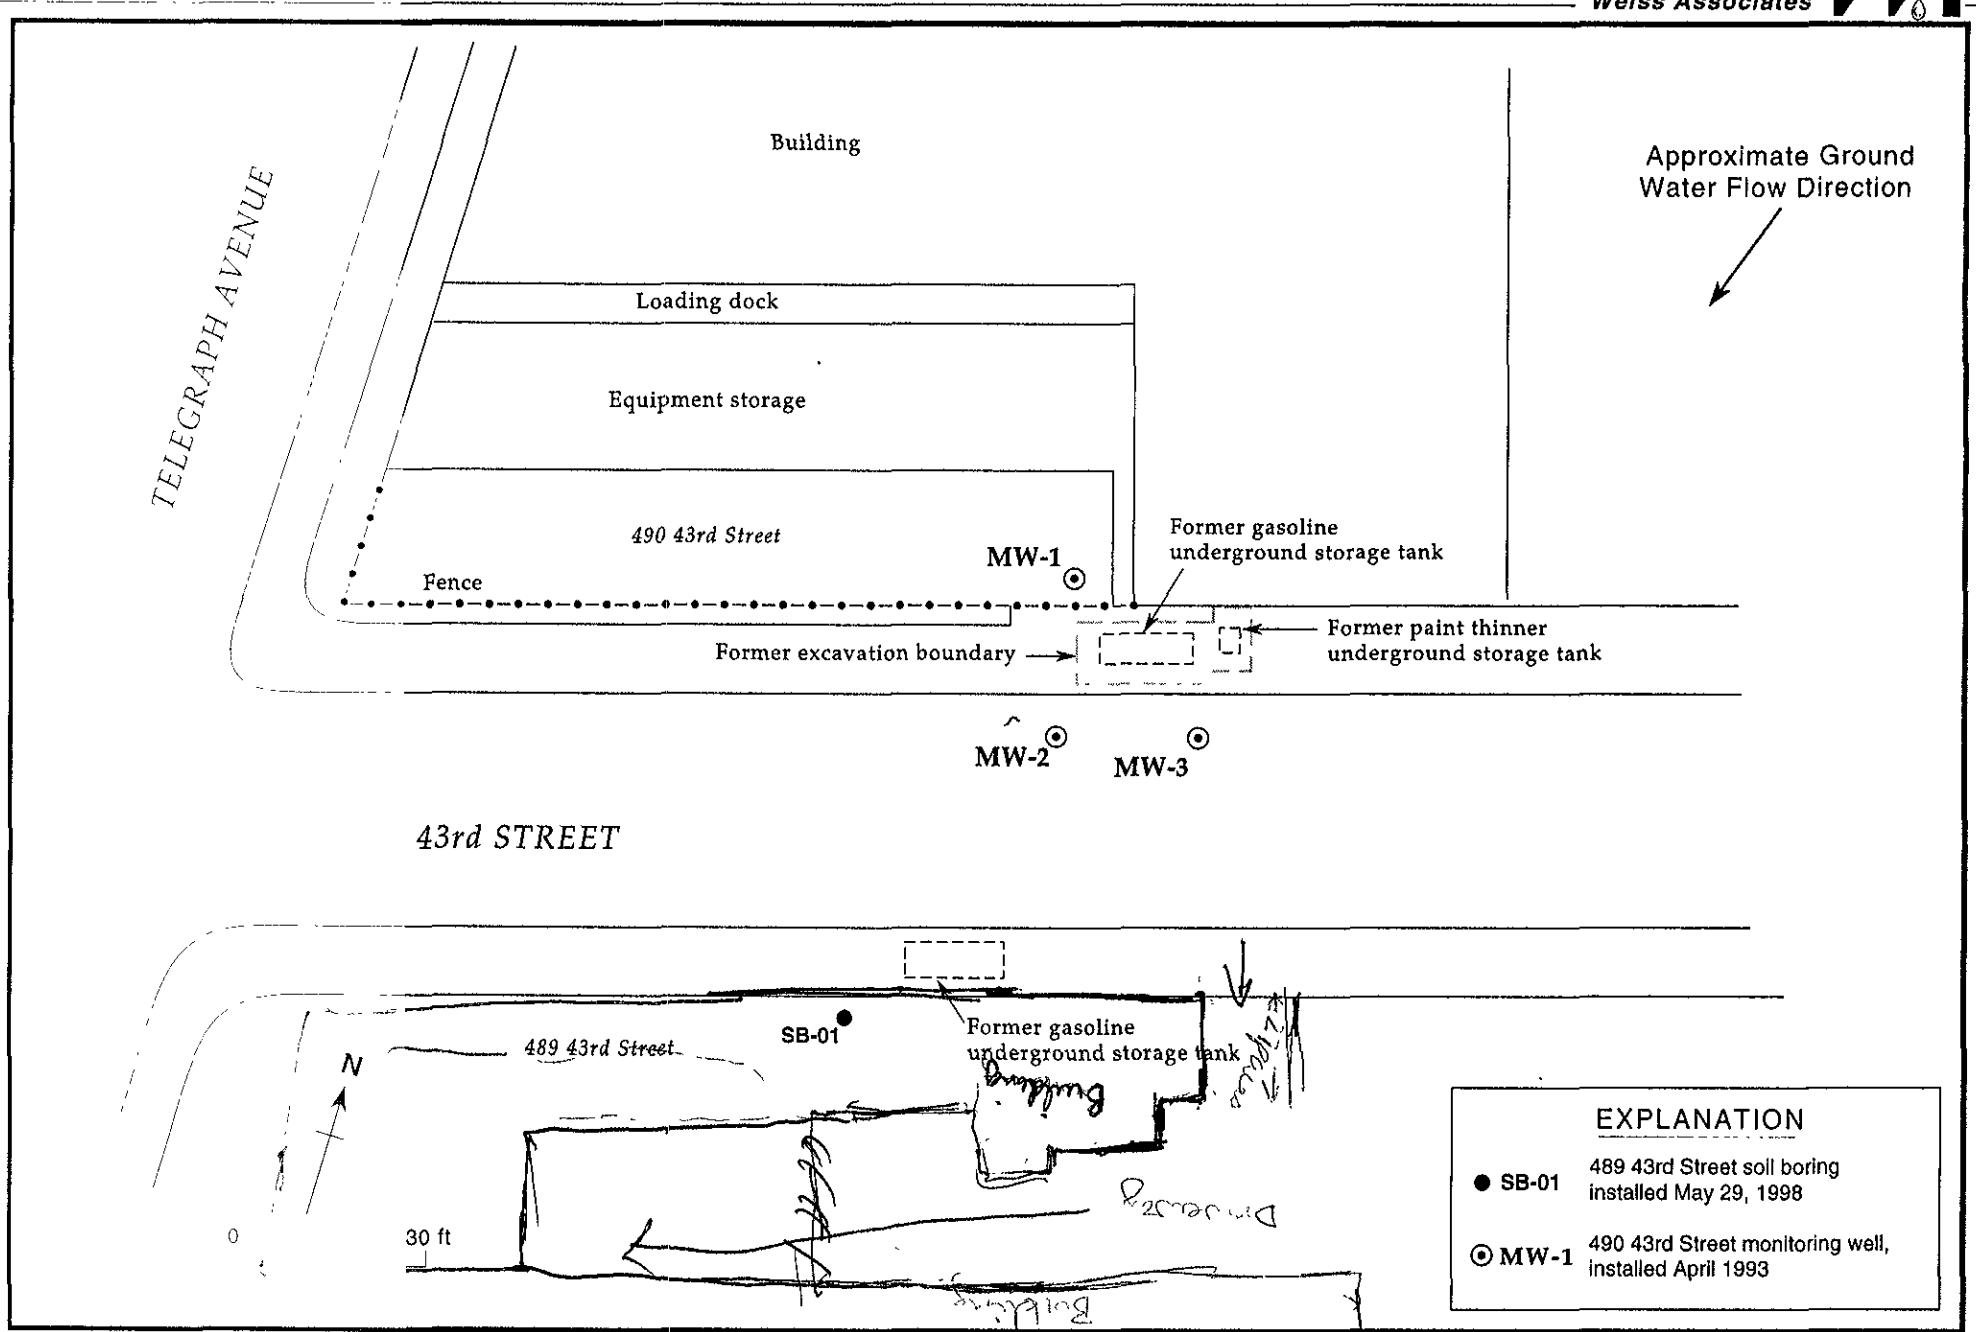 Weiss Associates
Building
Approximate Ground
Water Flow Direction
TELEGRAPH AVENUE
Loading dock
Equipment storage
490 43rd Street
Former gasoline
underground storage tank
MW-1
Fence
Former paint thinner
underground storage tank
Former excavation boundary
MW-2
MW-3
43rd STREET
SB-01
Former gasoline
underground storage tank
489 43rd Street
N
Building
Driveway
0
30 ft
Building
EXPLANATION
SB-01
489 43rd Street soil boring
installed May 29, 1998
MW-1
490 43rd Street monitoring well,
installed April 1993